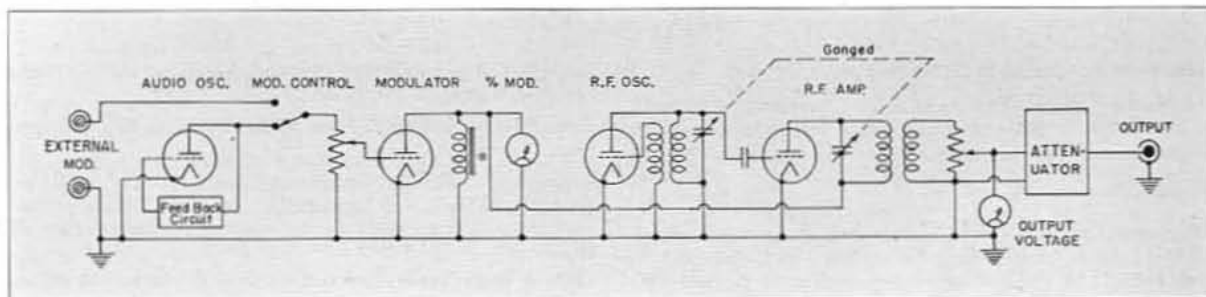 Ganged
AUDIO OSC. MOD. CONTROL MODULATOR % MOD. R.F. OSC. R.F. AMP.
OUTPUT
EXTERNAL
MOD.
ATTEN-
UATOR
Feed Back
Circuit
OUTPUT
VOLTAGE